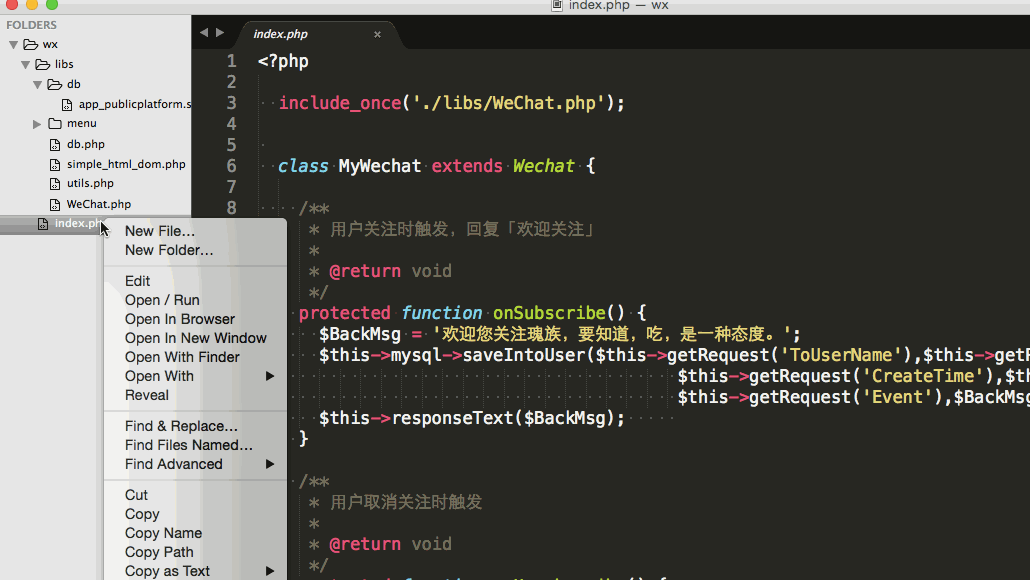 index.php — wx
FOLDERS
wx
libs
db
app_publicplatform.s
menu
db.php
simple_html_dom.php
utils.php
WeChat.php
index.ph
New File...
New Folder...
Edit
Open / Run
Open In Browser
Open In New Window
Open With Finder
Open With
Reveal
Find & Replace...
Find Files Named...
Find Advanced
Cut
Copy
Copy Name
Copy Path
Copy as Text
index.php ×
1 <?php
2
3 include_once('./libs/WeChat.php');
4
5
6 class MyWechat extends Wechat {
7
8 /**
* 用户关注时触发，回复「欢迎关注」
*
* @return void
*/
protected function onSubscribe() {
$BackMsg = '欢迎您关注瑰族，要知道，吃，是一种态度。';
$this->mysql->saveIntoUser($this->getRequest('ToUserName'),$this->getR
$this->getRequest('CreateTime'),$th
$this->getRequest('Event'),$BackMsg
$this->responseText($BackMsg);
}
/**
* 用户取消关注时触发
*
* @return void
*/